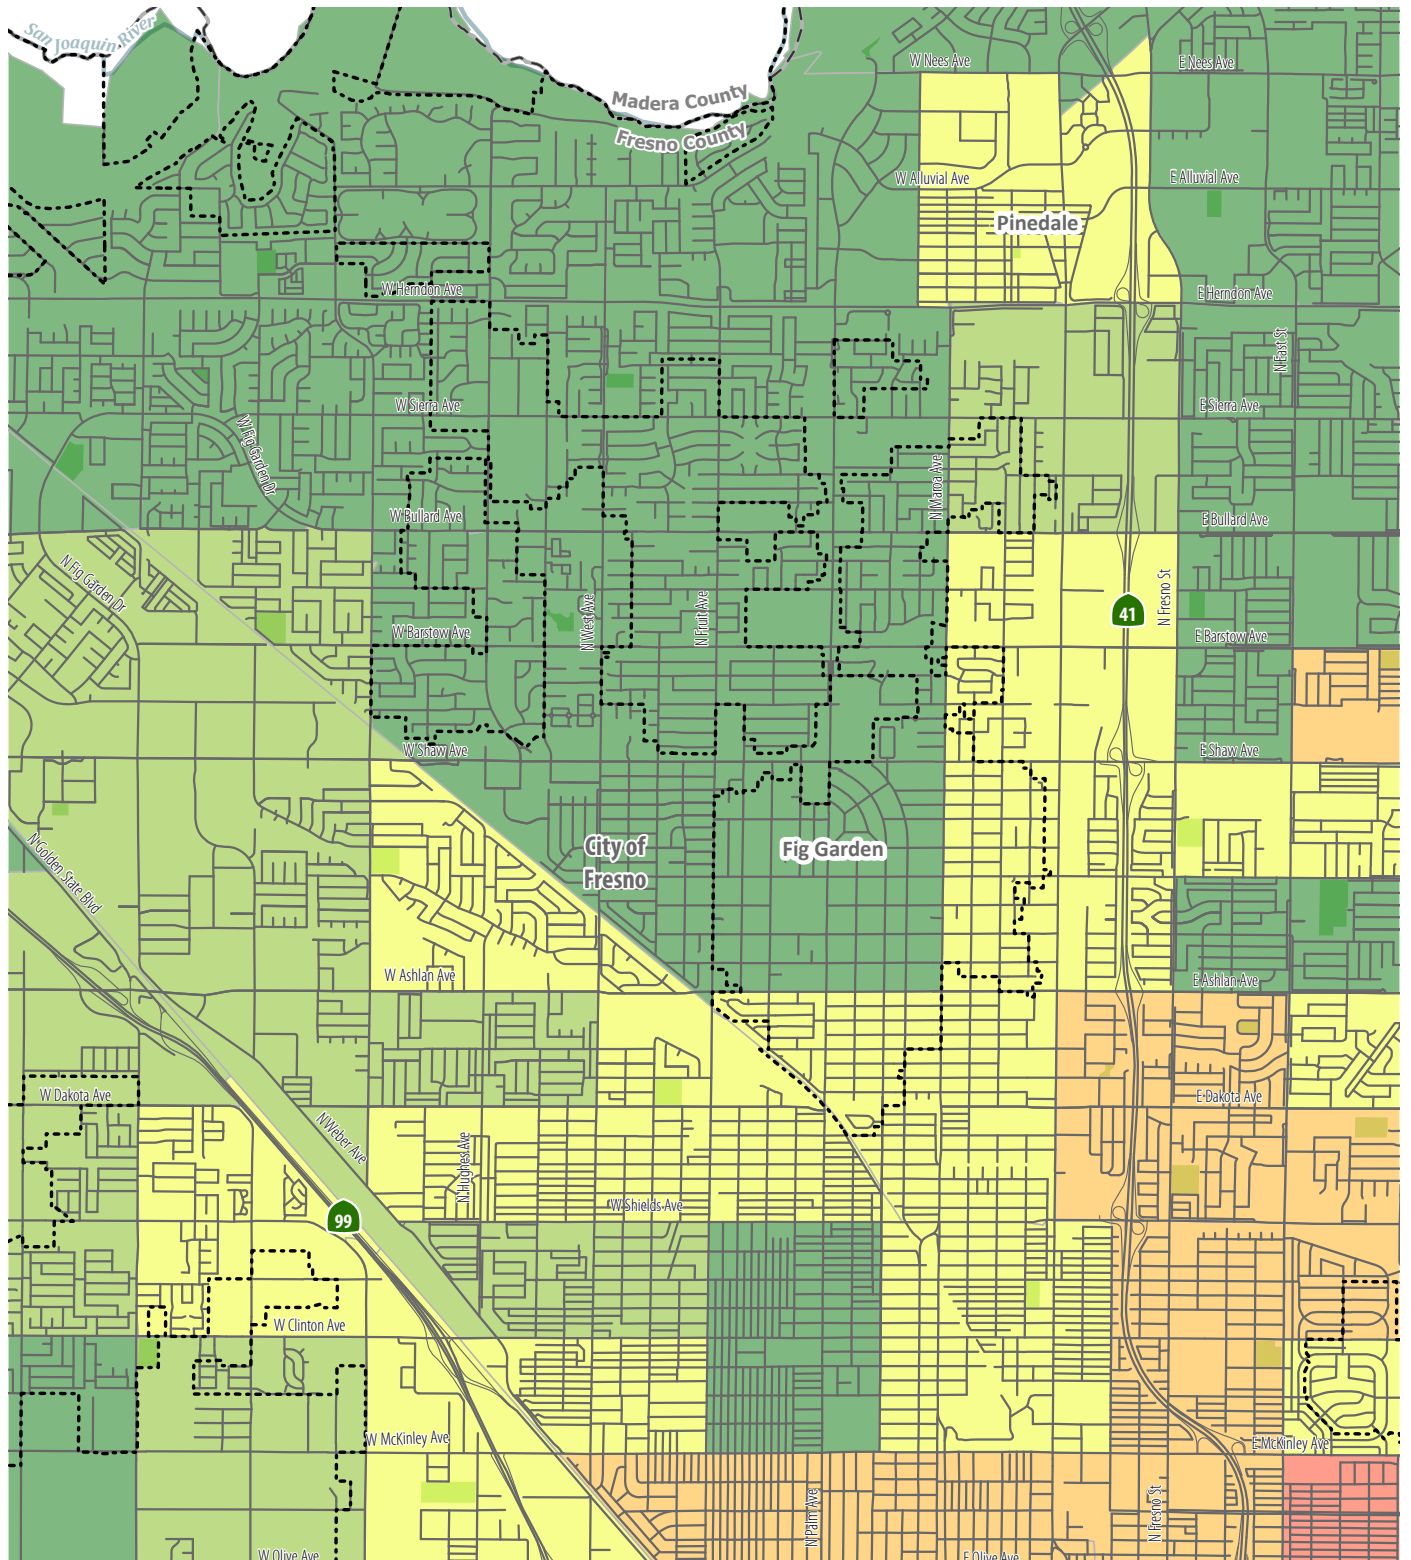 San Joaquin River
W Nees Ave
E Nees Ave
Madera County
Fresno County
W Alluvial Ave
E Alluvial Ave
Pinedale
W Herndon Ave
E Herndon Ave
N East St
W Sierra Ave
E Sierra Ave
W Fig Garden Dr
N Maroa Ave
W Bullard Ave
E Bullard Ave
N Fig Garden Dr
N West Ave
N Fruit Ave
41
N Fresno St
W Barstow Ave
E Barstow Ave
W Shaw Ave
E Shaw Ave
City of
Fresno
Fig Garden
N Golden State Blvd
W Ashlan Ave
E Ashlan Ave
W Dakota Ave
E Dakota Ave
N Weber Ave
N Hughes Ave
W Shields Ave
99
W Clinton Ave
W McKinley Ave
E McKinley Ave
N Palm Ave
N Fresno St
W Olive Ave
E Olive Ave